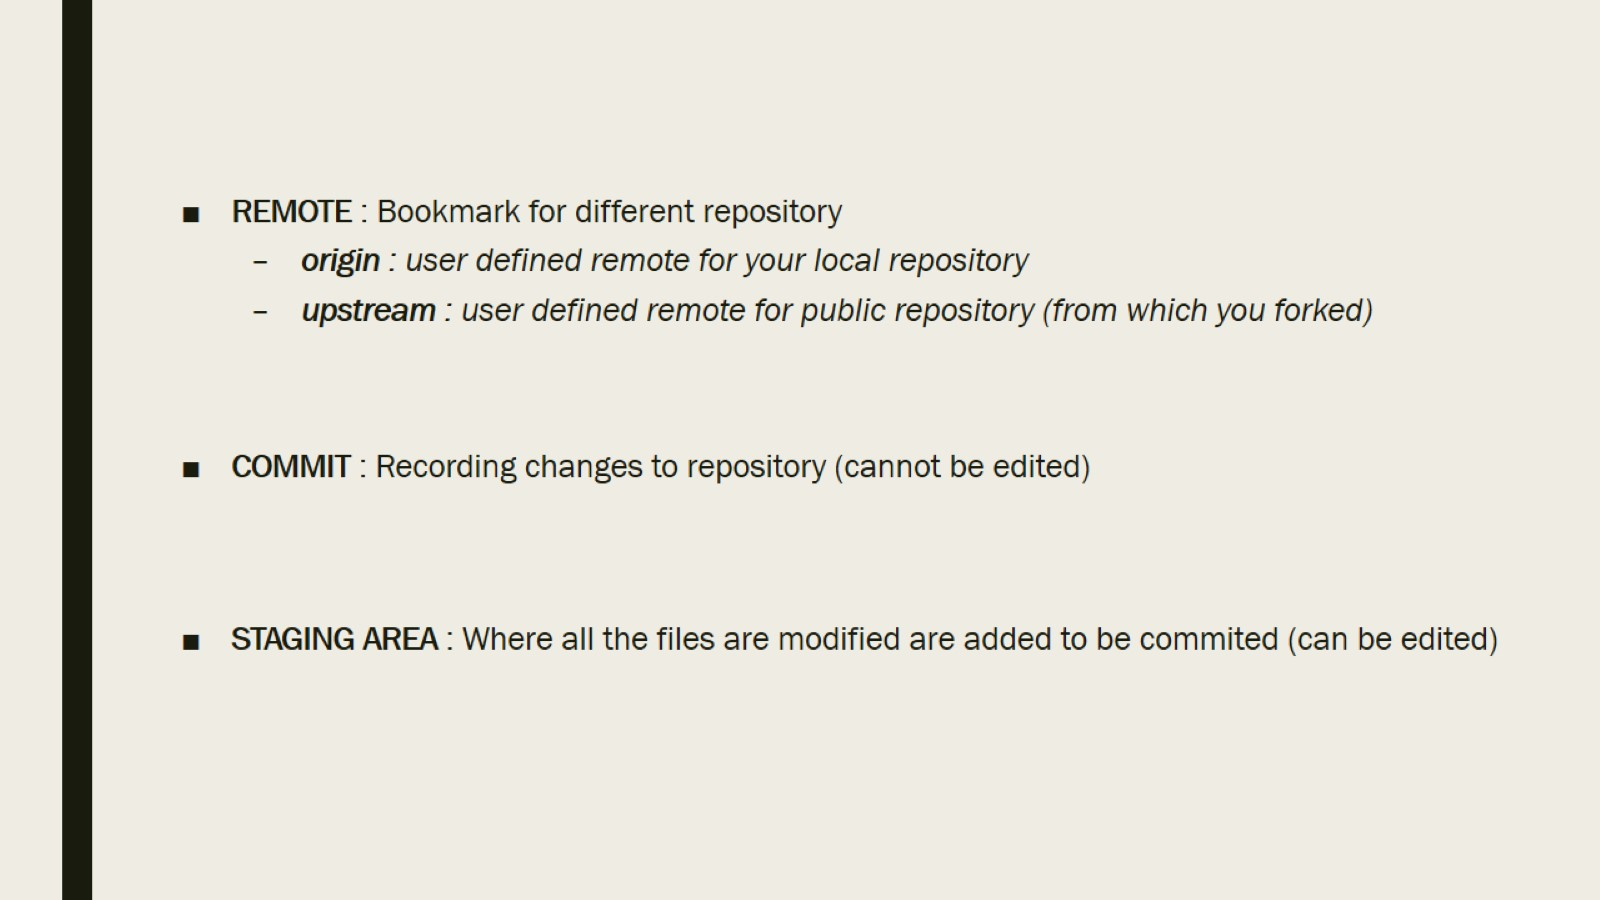 ■ REMOTE : Bookmark for different repository
– origin : user defined remote for your local repository
– upstream : user defined remote for public repository (from which you forked)
■ COMMIT : Recording changes to repository (cannot be edited)
■ STAGING AREA : Where all the files are modified are added to be commited (can be edited)